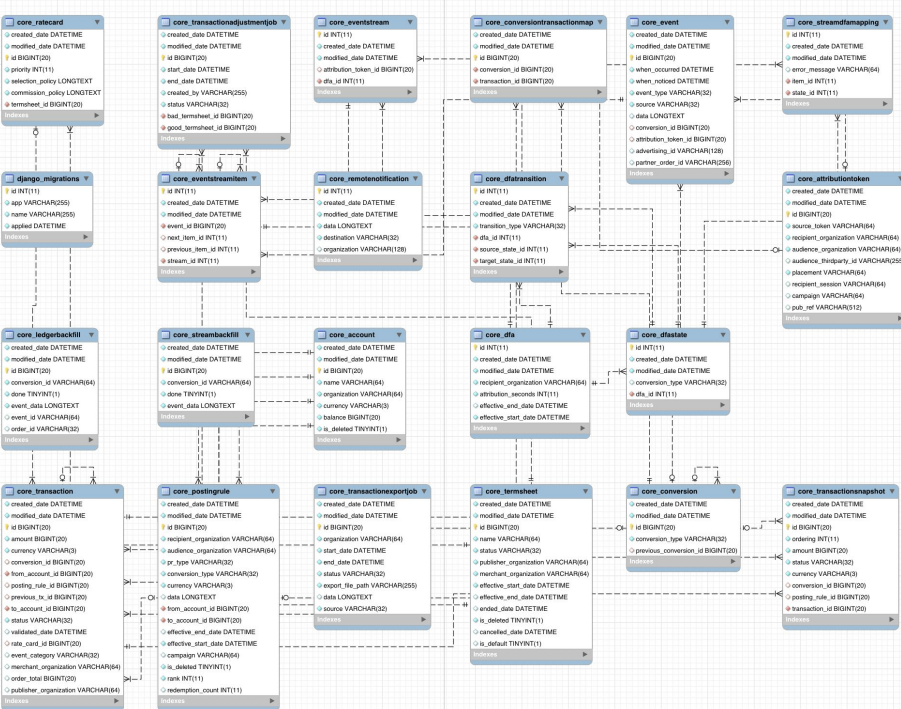 core_ratecard
created_date DATETIME
modified_date DATETIME
id BIGINT(20)
priority INT(11)
selection_policy LONGTEXT
commission_policy LONGTEXT
termsheet_id BIGINT(20)
Indexes
core_transactionadjustmentjob
created_date DATETIME
modified_date DATETIME
id BIGINT(20)
start_date DATETIME
end_date DATETIME
created_by VARCHAR(255)
status VARCHAR(32)
bad_termsheet_id BIGINT(20)
good_termsheet_id BIGINT(20)
Indexes
core_eventstream
id INT(11)
created_date DATETIME
modified_date DATETIME
attribution_token_id BIGINT(20)
dfa_id INT(11)
Indexes
core_conversiontransactionmap
created_date DATETIME
modified_date DATETIME
id BIGINT(20)
conversion_id BIGINT(20)
transaction_id BIGINT(20)
Indexes
core_event
created_date DATETIME
modified_date DATETIME
id BIGINT(20)
when_occurred DATETIME
when_noticed DATETIME
event_type VARCHAR(32)
source VARCHAR(32)
data LONGTEXT
conversion_id BIGINT(20)
attribution_token_id BIGINT(20)
advertising_id VARCHAR(128)
partner_order_id VARCHAR(256)
Indexes
core_streamdfamapping
id INT(11)
created_date DATETIME
modified_date DATETIME
error_message VARCHAR(64)
item_id INT(11)
state_id INT(11)
Indexes
django_migrations
id INT(11)
app VARCHAR(255)
name VARCHAR(255)
applied DATETIME
Indexes
core_eventstreamitem
id INT(11)
created_date DATETIME
modified_date DATETIME
event_id BIGINT(20)
next_item_id INT(11)
previous_item_id INT(11)
stream_id INT(11)
Indexes
core_remotenotification
id INT(11)
created_date DATETIME
modified_date DATETIME
data LONGTEXT
destination VARCHAR(32)
organization VARCHAR(128)
Indexes
core_dfatransition
id INT(11)
created_date DATETIME
modified_date DATETIME
transition_type VARCHAR(32)
dfa_id INT(11)
source_state_id INT(11)
target_state_id INT(11)
Indexes
core_attributiontoken
created_date DATETIME
modified_date DATETIME
id BIGINT(20)
source_token VARCHAR(64)
recipient_organization VARCHAR(64)
audience_organization VARCHAR(64)
audience_thirdparty_id VARCHAR(255
placement VARCHAR(64)
recipient_session VARCHAR(64)
campaign VARCHAR(64)
pub_ref VARCHAR(512)
Indexes
core_ledgerbackfill
created_date DATETIME
modified_date DATETIME
id BIGINT(20)
conversion_id VARCHAR(64)
done TINYINT(1)
event_data LONGTEXT
event_id VARCHAR(64)
order_id VARCHAR(32)
Indexes
core_streambackfill
created_date DATETIME
modified_date DATETIME
id BIGINT(20)
conversion_id VARCHAR(64)
done TINYINT(1)
event_data LONGTEXT
Indexes
core_account
created_date DATETIME
modified_date DATETIME
id BIGINT(20)
name VARCHAR(64)
organization VARCHAR(64)
currency VARCHAR(3)
balance BIGINT(20)
is_deleted TINYINT(1)
Indexes
core_dfa
id INT(11)
created_date DATETIME
modified_date DATETIME
recipient_organization VARCHAR(64)
attribution_seconds INT(11)
effective_end_date DATETIME
effective_start_date DATETIME
Indexes
core_dfastate
id INT(11)
created_date DATETIME
modified_date DATETIME
conversion_type VARCHAR(32)
dfa_id INT(11)
Indexes
core_transaction
created_date DATETIME
modified_date DATETIME
id BIGINT(20)
amount BIGINT(20)
currency VARCHAR(3)
conversion_id BIGINT(20)
from_account_id BIGINT(20)
posting_rule_id BIGINT(20)
previous_tx_id BIGINT(20)
to_account_id BIGINT(20)
status VARCHAR(32)
validated_date DATETIME
rate_card_id BIGINT(20)
event_category VARCHAR(32)
merchant_organization VARCHAR(64)
order_total BIGINT(20)
publisher_organization VARCHAR(64)
Indexes
core_postingrule
created_date DATETIME
modified_date DATETIME
id BIGINT(20)
recipient_organization VARCHAR(64)
audience_organization VARCHAR(64)
pr_type VARCHAR(32)
conversion_type VARCHAR(32)
currency VARCHAR(3)
data LONGTEXT
from_account_id BIGINT(20)
to_account_id BIGINT(20)
effective_end_date DATETIME
effective_start_date DATETIME
campaign VARCHAR(64)
is_deleted TINYINT(1)
rank INT(11)
redemption_count INT(11)
Indexes
core_transactionexportjob
created_date DATETIME
modified_date DATETIME
id BIGINT(20)
organization VARCHAR(64)
start_date DATETIME
end_date DATETIME
status VARCHAR(32)
export_file_path VARCHAR(255)
data LONGTEXT
source VARCHAR(32)
Indexes
core_termsheet
created_date DATETIME
modified_date DATETIME
id BIGINT(20)
name VARCHAR(64)
status VARCHAR(32)
publisher_organization VARCHAR(64)
merchant_organization VARCHAR(64)
effective_start_date DATETIME
effective_end_date DATETIME
ended_date DATETIME
is_deleted TINYINT(1)
cancelled_date DATETIME
is_default TINYINT(1)
Indexes
core_conversion
created_date DATETIME
modified_date DATETIME
id BIGINT(20)
conversion_type VARCHAR(32)
previous_conversion_id BIGINT(20)
Indexes
core_transactionsnapshot
created_date DATETIME
modified_date DATETIME
id BIGINT(20)
ordering INT(11)
amount BIGINT(20)
status VARCHAR(32)
currency VARCHAR(3)
conversion_id BIGINT(20)
posting_rule_id BIGINT(20)
transaction_id BIGINT(20)
Indexes